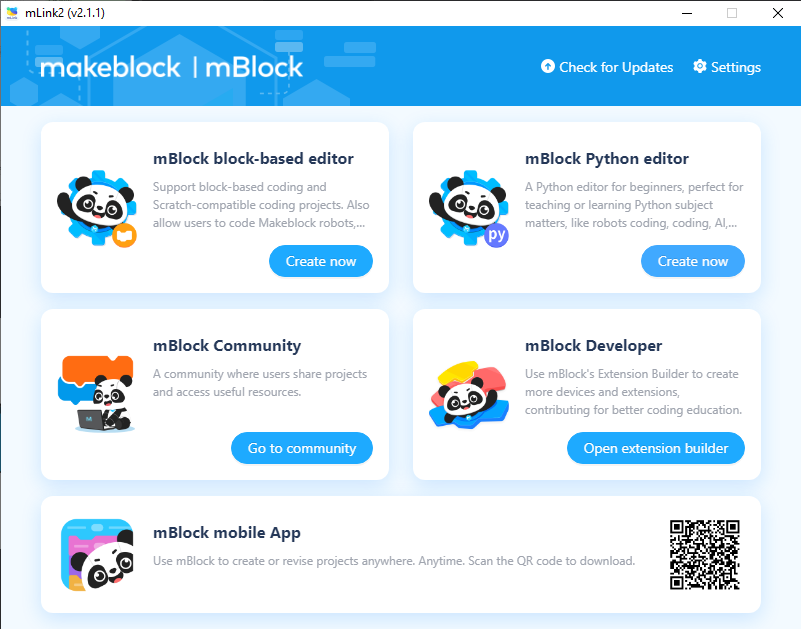 mLink2 (v2.1.1)
makeblock | mBlock
Check for Updates
Settings
mBlock block-based editor
Support block-based coding and
Scratch-compatible coding projects. Also
allow users to code Makeblock robots,...
Create now
mBlock Python editor
A Python editor for beginners, perfect for
teaching or learning Python subject
matters, like robots coding, coding, AI,...
py
Create now
mBlock Community
A community where users share projects
and access useful resources.
Go to community
mBlock Developer
Use mBlock's Extension Builder to create
more devices and extensions,
contributing for better coding education.
Open extension builder
mBlock mobile App
Use mBlock to create or revise projects anywhere. Anytime. Scan the QR code to download.